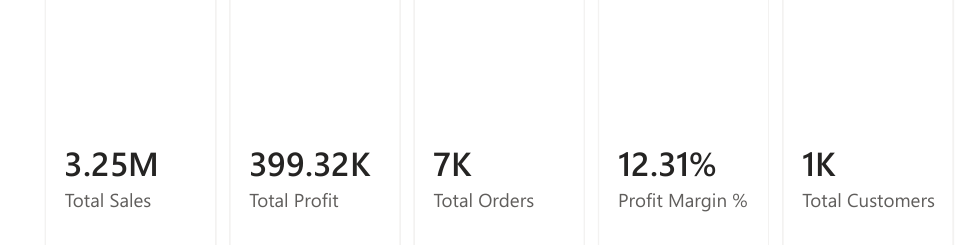 3.25M
Total Sales
399.32K
Total Profit
7K
Total Orders
12.31%
Profit Margin %
1K
Total Customers